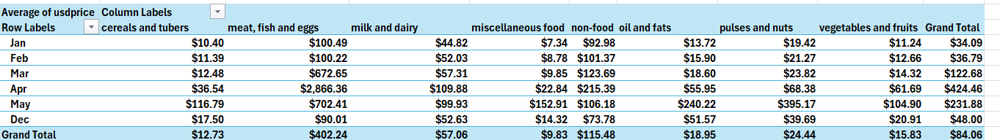 Average of usdprice Column Labels
Row Labels cereals and tubers meat, fish and eggs milk and dairy miscellaneous food non-food oil and fats pulses and nuts vegetables and fruits Grand Total
Jan $10.40 $100.49 $44.82 $7.34 $92.98 $13.72 $19.42 $11.24 $34.09
Feb $11.39 $100.22 $52.03 $8.78 $101.37 $15.90 $21.27 $12.66 $36.79
Mar $12.48 $672.65 $57.31 $9.85 $123.69 $18.60 $23.82 $14.32 $122.68
Apr $36.54 $2,866.36 $109.88 $22.84 $215.39 $55.95 $68.38 $61.69 $424.46
May $116.79 $702.41 $99.93 $152.91 $106.18 $240.22 $395.17 $104.90 $231.88
Dec $17.50 $90.01 $52.63 $14.32 $73.78 $51.57 $39.69 $20.91 $48.00
Grand Total $12.73 $402.24 $57.06 $9.83 $115.48 $18.95 $24.44 $15.83 $84.06